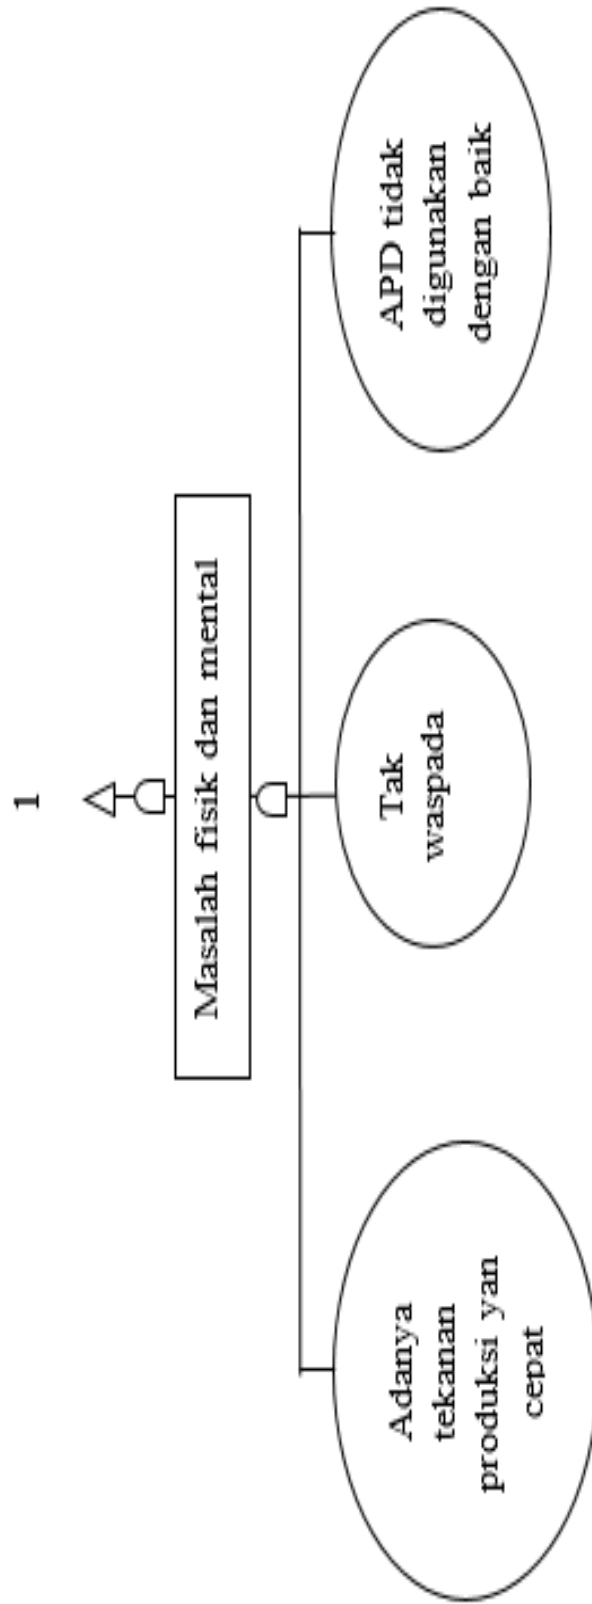 1
Masalah fisik dan mental
Adanya
tekanan
produksi yan
cepat
Tak
waspada
APD tidak
digunakan
dengan baik